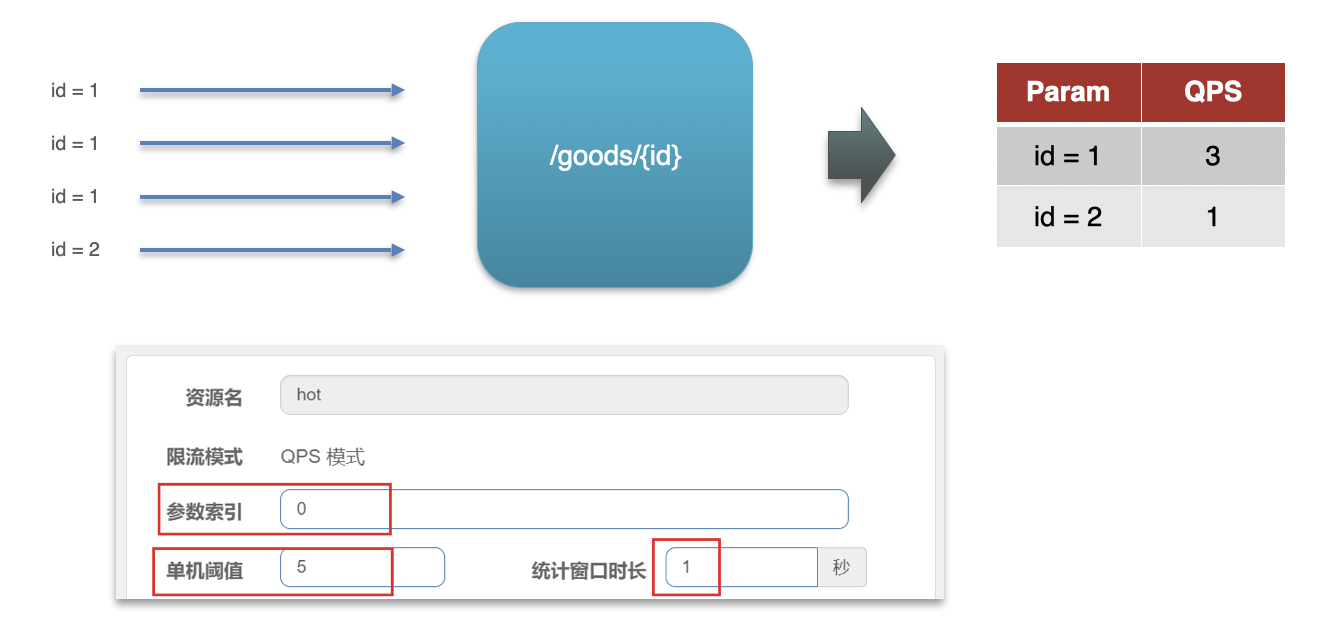 id = 1
id = 1
id = 1
id = 2
/goods/{id}
Param QPS
id = 1 3
id = 2 1
资源名 hot
限流模式 QPS 模式
参数索引 0
单机阈值 5 统计窗口时长 1 秒